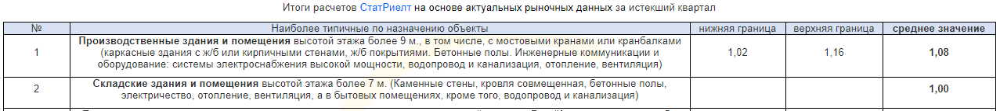 Итоги расчетов СтатРиелт на основе актуальных рыночных данных за истекший квартал
№ Наиболее типичные по назначению объекты нижняя граница верхняя граница среднее значение
Производственные здания и помещения высотой этажа более 9 м., в том числе, с мостовыми кранами или кранбалками
1 (каркасные здания с ж/б или кирпичными стенами, ж/б покрытиями. Бетонные полы. Инженерные коммуникации и 1,02 1,16 1,08
оборудование: системы электроснабжения высокой мощности, водопровод и канализация, отопление, вентиляция)
Складские здания и помещения высотой этажа более 7 м. (Каменные стены, кровля совмещенная, бетонные полы,
2 электричество, отопление, вентиляция, а в бытовых помещениях, кроме того, водопровод и канализация) 1,00